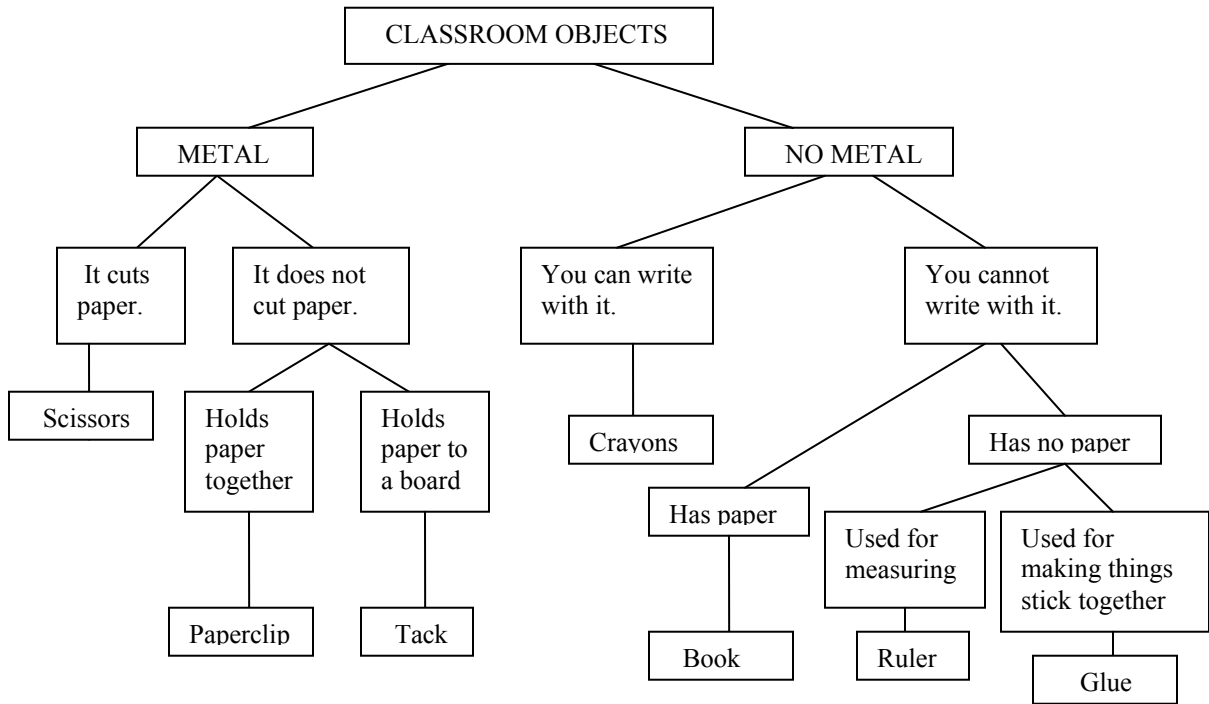 CLASSROOM OBJECTS
METAL
NO METAL
It cuts
paper.
It does not
cut paper.
You can write
with it.
You cannot
write with it.
Scissors
Holds
paper
together
Holds
paper to
a board
Crayons
Has no paper
Has paper
Used for
measuring
Used for
making things
stick together
Paperclip
Tack
Book
Ruler
Glue